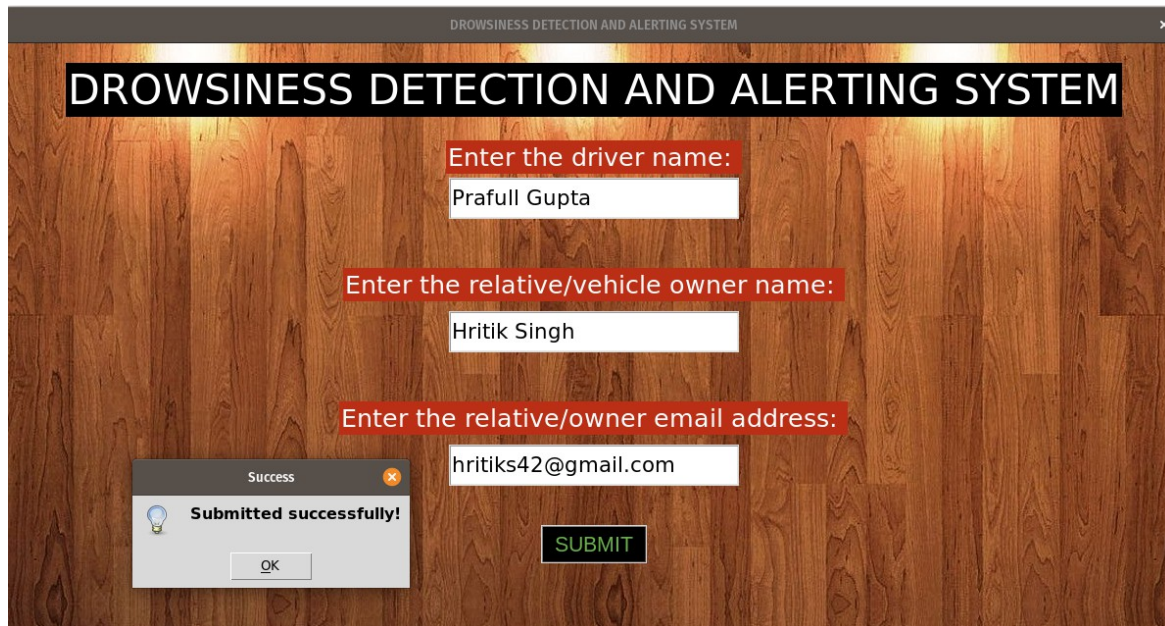 DROWSINESS DETECTION AND ALERTING SYSTEM
DROWSINESS DETECTION AND ALERTING SYSTEM
Enter the driver name:
Prafull Gupta
Enter the relative/vehicle owner name:
Hritik Singh
Enter the relative/owner email address:
hritiks42@gmail.com
Success
Submitted successfully!
OK
SUBMIT